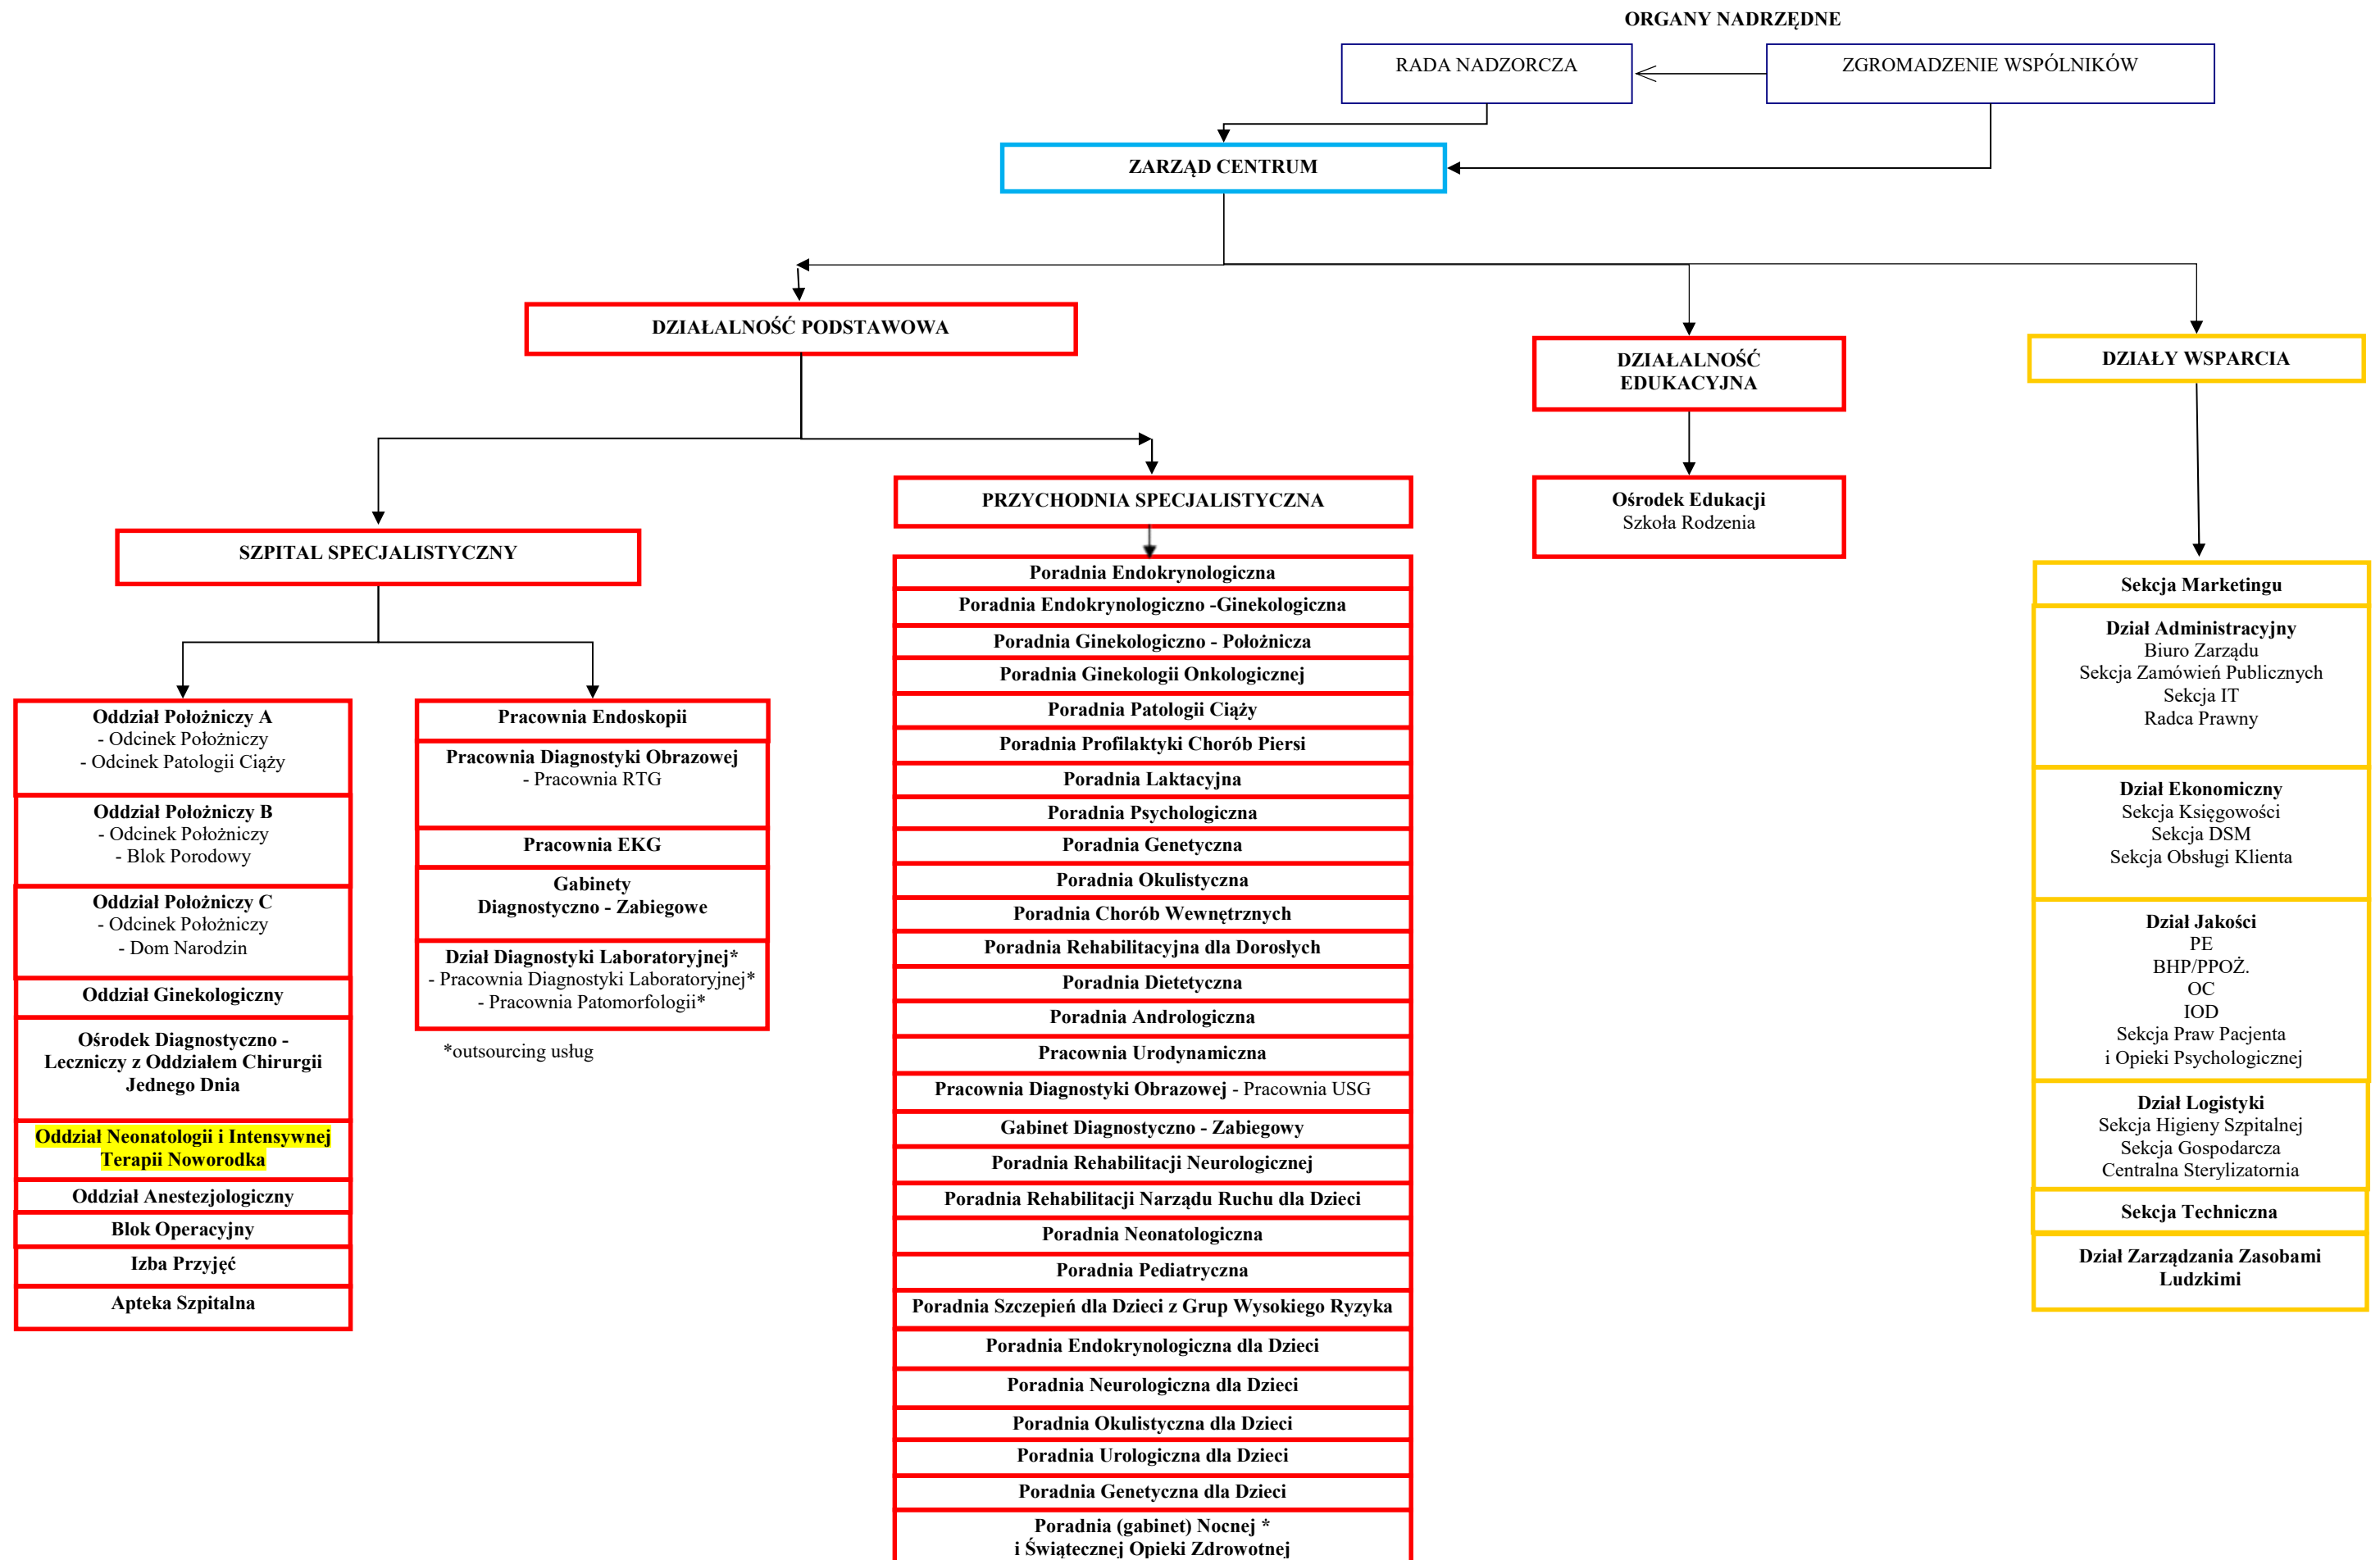 ORGANY NADRZĘDNE
RADA NADZORCZA
ZGROMADZENIE WSPÓLNIKÓW
ZARZĄD CENTRUM
DZIAŁALNOŚĆ PODSTAWOWA
DZIAŁALNOŚĆ
EDUKACYJNA
DZIAŁY WSPARCIA
SZPITAL SPECJALISTYCZNY
PRZYCHODNIA SPECJALISTYCZNA
Ośrodek Edukacji
Szkoła Rodzenia
Oddział Położniczy A
- Odcinek Położniczy
- Odcinek Patologii Ciąży
Oddział Położniczy B
- Odcinek Położniczy
- Blok Porodowy
Oddział Położniczy C
- Odcinek Położniczy
- Dom Narodzin
Oddział Ginekologiczny
Ośrodek Diagnostyczno -
Leczniczy z Oddziałem Chirurgii
Jednego Dnia
Oddział Neonatologii i Intensywnej
Terapii Noworodka
Oddział Anestezjologiczny
Blok Operacyjny
Izba Przyjęć
Apteka Szpitalna
Pracownia Endoskopii
Pracownia Diagnostyki Obrazowej
- Pracownia RTG
Pracownia EKG
Gabinety
Diagnostyczno - Zabiegowe
Dział Diagnostyki Laboratoryjnej*
- Pracownia Diagnostyki Laboratoryjnej*
- Pracownia Patomorfologii*
*outsourcing usług
Poradnia Endokrynologiczna
Poradnia Endokrynologiczno -Ginekologiczna
Poradnia Ginekologiczno - Położnicza
Poradnia Ginekologii Onkologicznej
Poradnia Patologii Ciąży
Poradnia Profilaktyki Chorób Piersi
Poradnia Laktacyjna
Poradnia Psychologiczna
Poradnia Genetyczna
Poradnia Okulistyczna
Poradnia Chorób Wewnętrznych
Poradnia Rehabilitacyjna dla Dorosłych
Poradnia Dietetyczna
Poradnia Andrologiczna
Pracownia Urodynamiczna
Pracownia Diagnostyki Obrazowej - Pracownia USG
Gabinet Diagnostyczno - Zabiegowy
Poradnia Rehabilitacji Neurologicznej
Poradnia Rehabilitacji Narządu Ruchu dla Dzieci
Poradnia Neonatologiczna
Poradnia Pediatryczna
Poradnia Szczepień dla Dzieci z Grup Wysokiego Ryzyka
Poradnia Endokrynologiczna dla Dzieci
Poradnia Neurologiczna dla Dzieci
Poradnia Okulistyczna dla Dzieci
Poradnia Urologiczna dla Dzieci
Poradnia Genetyczna dla Dzieci
Poradnia (gabinet) Nocnej *
i Świątecznej Opieki Zdrowotnej
Sekcja Marketingu
Dział Administracyjny
Biuro Zarządu
Sekcja Zamówień Publicznych
Sekcja IT
Radca Prawny
Dział Ekonomiczny
Sekcja Księgowości
Sekcja DSM
Sekcja Obsługi Klienta
Dział Jakości
PE
BHP/PPOŻ.
OC
IOD
Sekcja Praw Pacjenta
i Opieki Psychologicznej
Dział Logistyki
Sekcja Higieny Szpitalnej
Sekcja Gospodarcza
Centralna Sterylizatornia
Sekcja Techniczna
Dział Zarządzania Zasobami
Ludzkimi